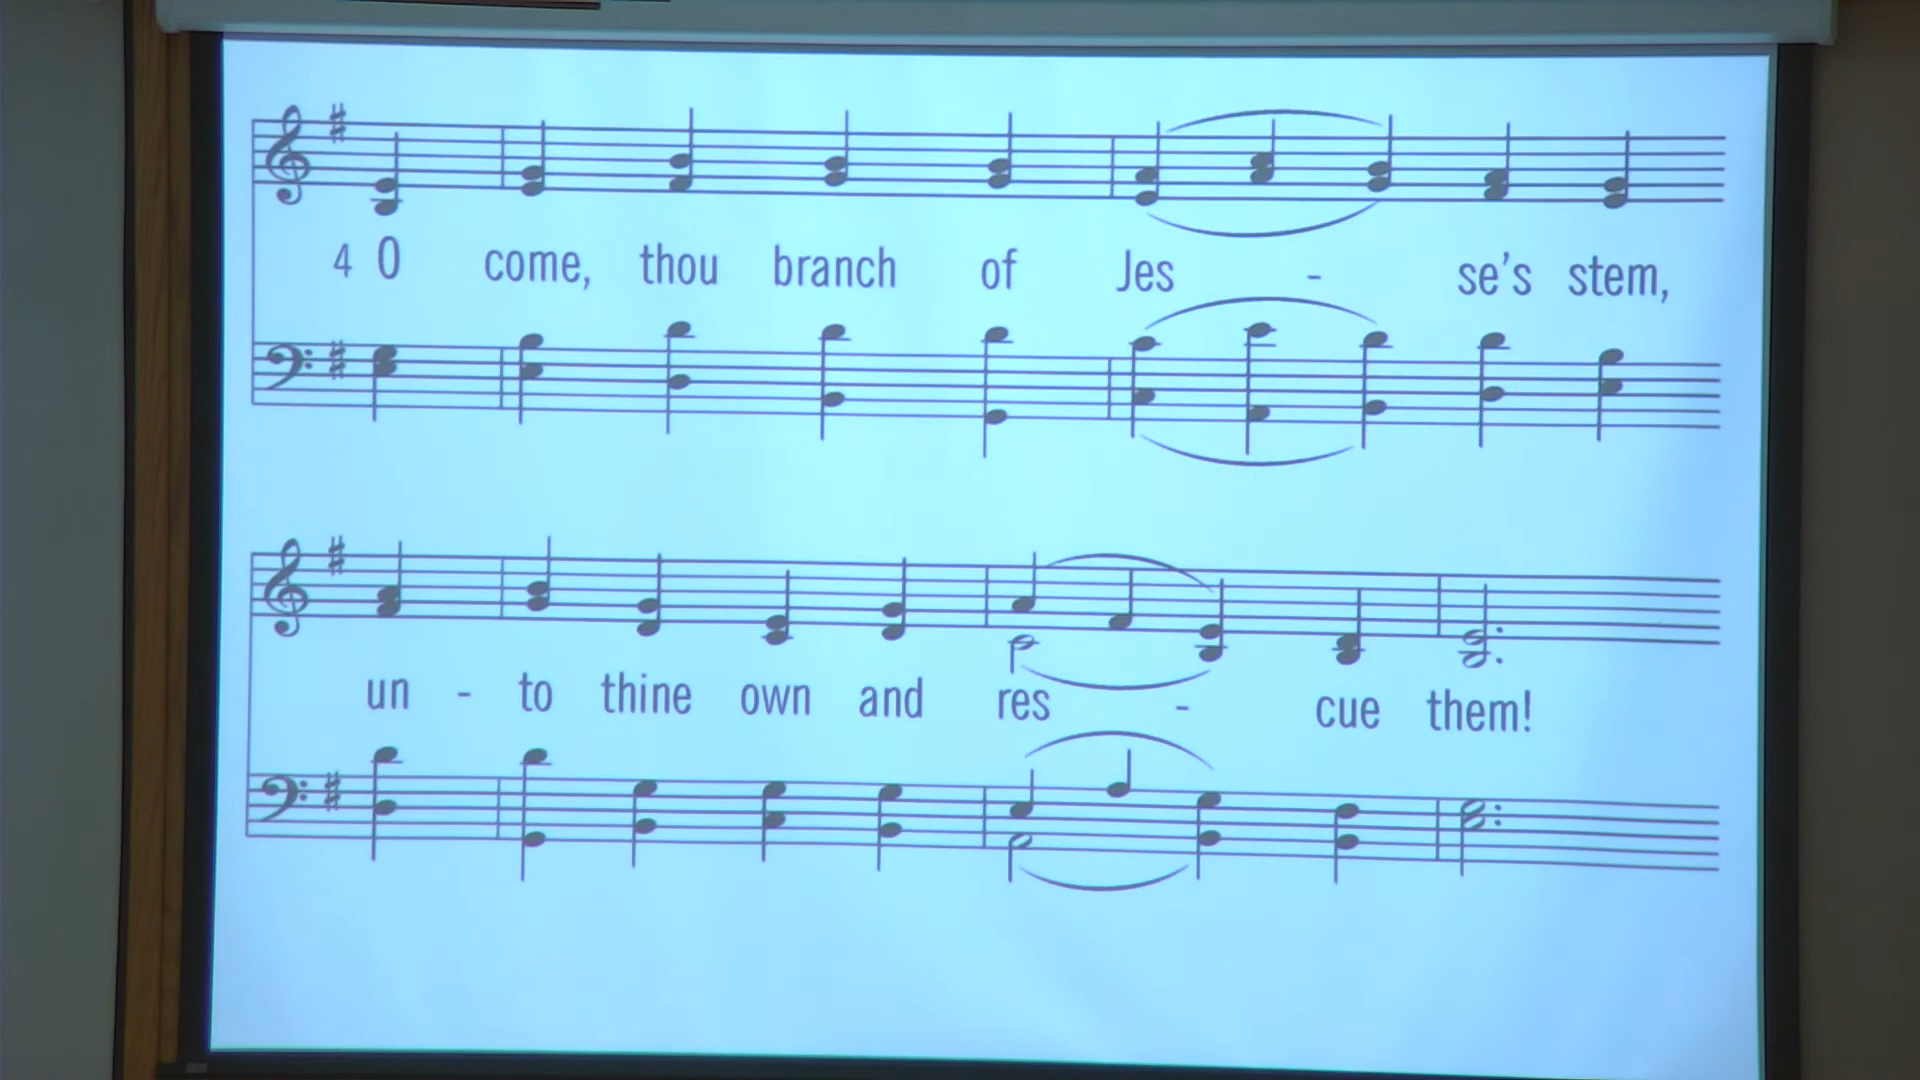 4 O come, thou branch of Jes - se's stem,
un - to thine own and res - cue them!